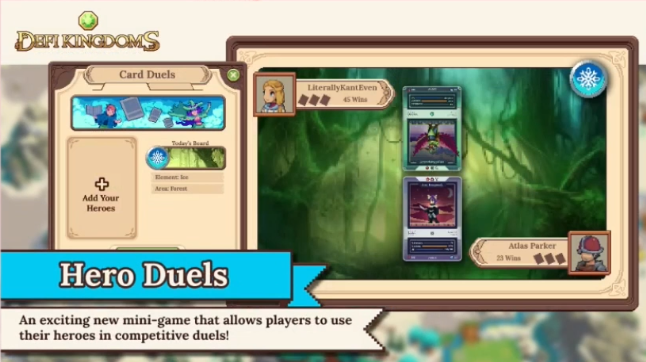 DEFI KINGDOMS
Card Duels
LiterallyKantEven
45 Wins
Today's Board
Element: Ice
Area: Forest
Add Your
Heroes
Atlas Parker
23 Wins
Hero Duels
An exciting new mini-game that allows players to use
their heroes in competitive duels!